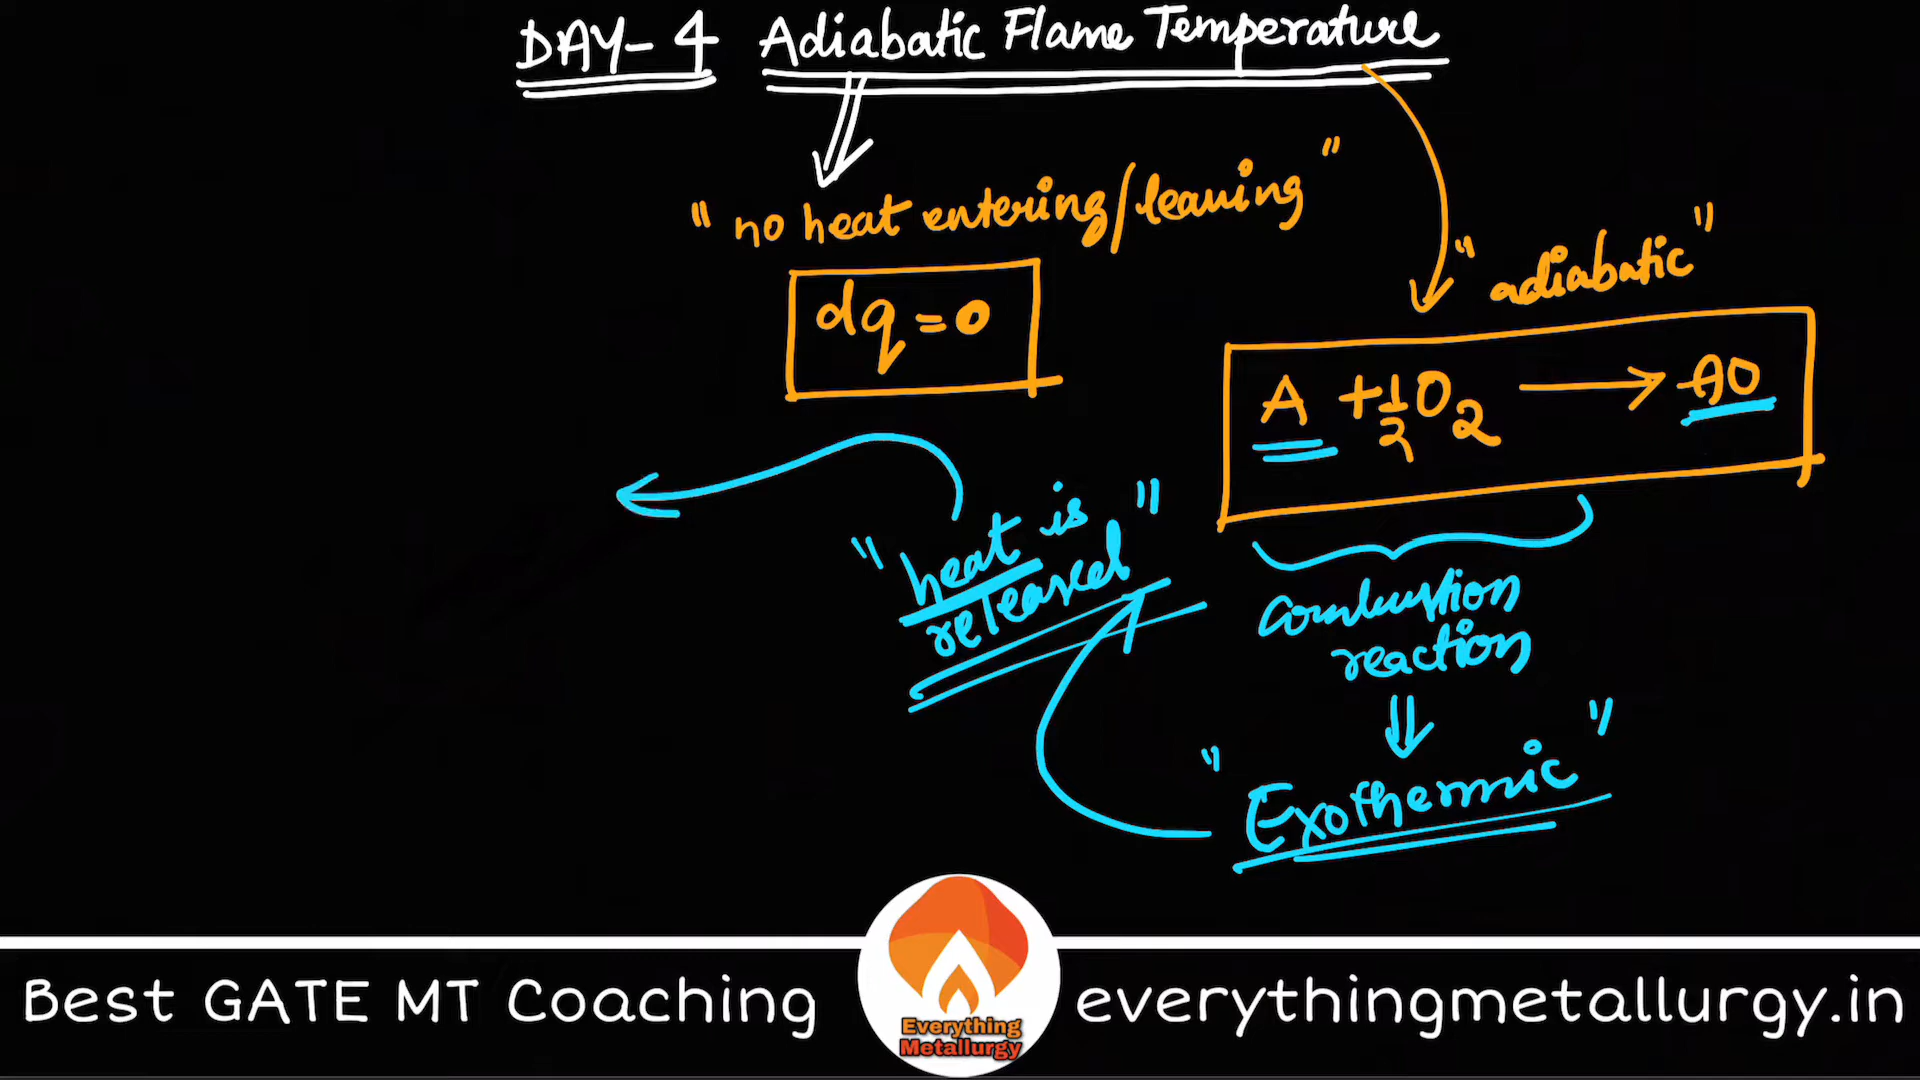 DAY-4 Adiabatic Flame Temperature
"no heat entering/leaving"
dq=0
"adiabatic"
A + 1/2 O2 → AO
"heat is
released"
combustion
reaction
"Exothermic"
Best GATE MT Coaching
Everything
Metallurgy
everythingmetallurgy.in